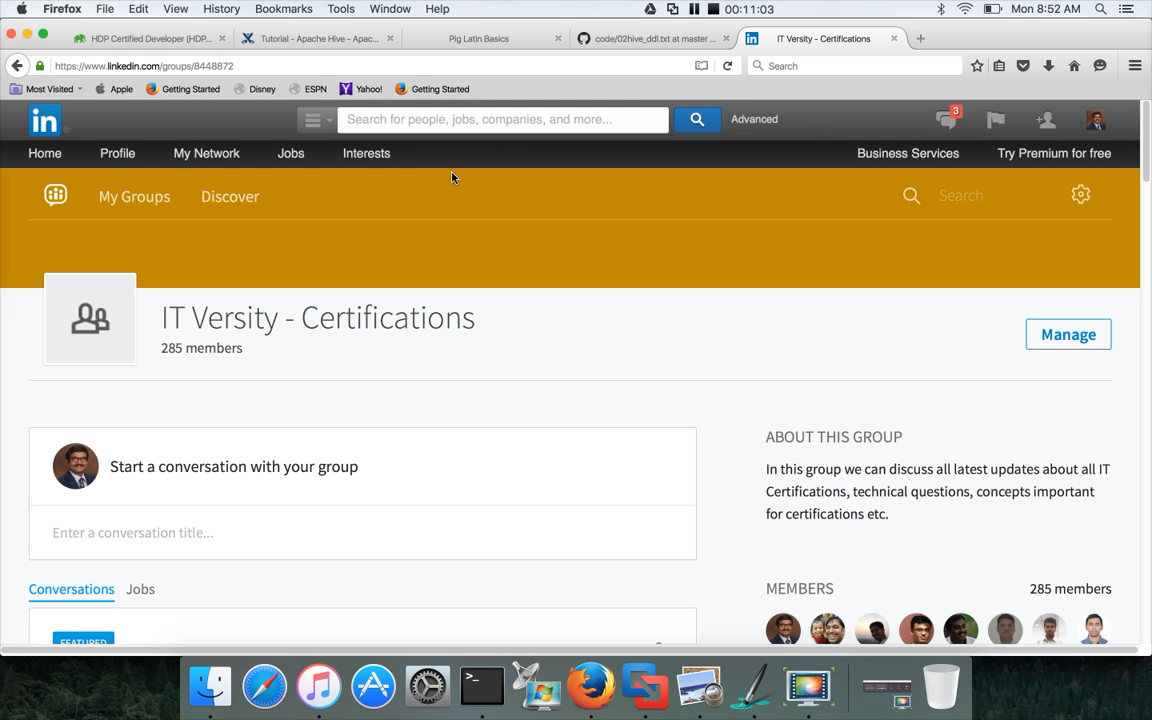 Firefox File Edit View History Bookmarks Tools Window Help 00:11:03 Mon 8:52 AM
HDP Certified Developer (HDP... Tutorial - Apache Hive - Apac... Pig Latin Basics code/02hive_ddl.txt at master ... IT Versity - Certifications
https://www.linkedin.com/groups/8448872 Search
Most Visited Apple Getting Started Disney ESPN Yahoo! Getting Started
in Search for people, jobs, companies, and more... Advanced 3
Home Profile My Network Jobs Interests Business Services Try Premium for free
My Groups Discover Search
IT Versity - Certifications
285 members
Manage
Start a conversation with your group
Enter a conversation title...
Conversations Jobs
FEATURED
ABOUT THIS GROUP
In this group we can discuss all latest updates about all IT
Certifications, technical questions, concepts important
for certifications etc.
MEMBERS 285 members